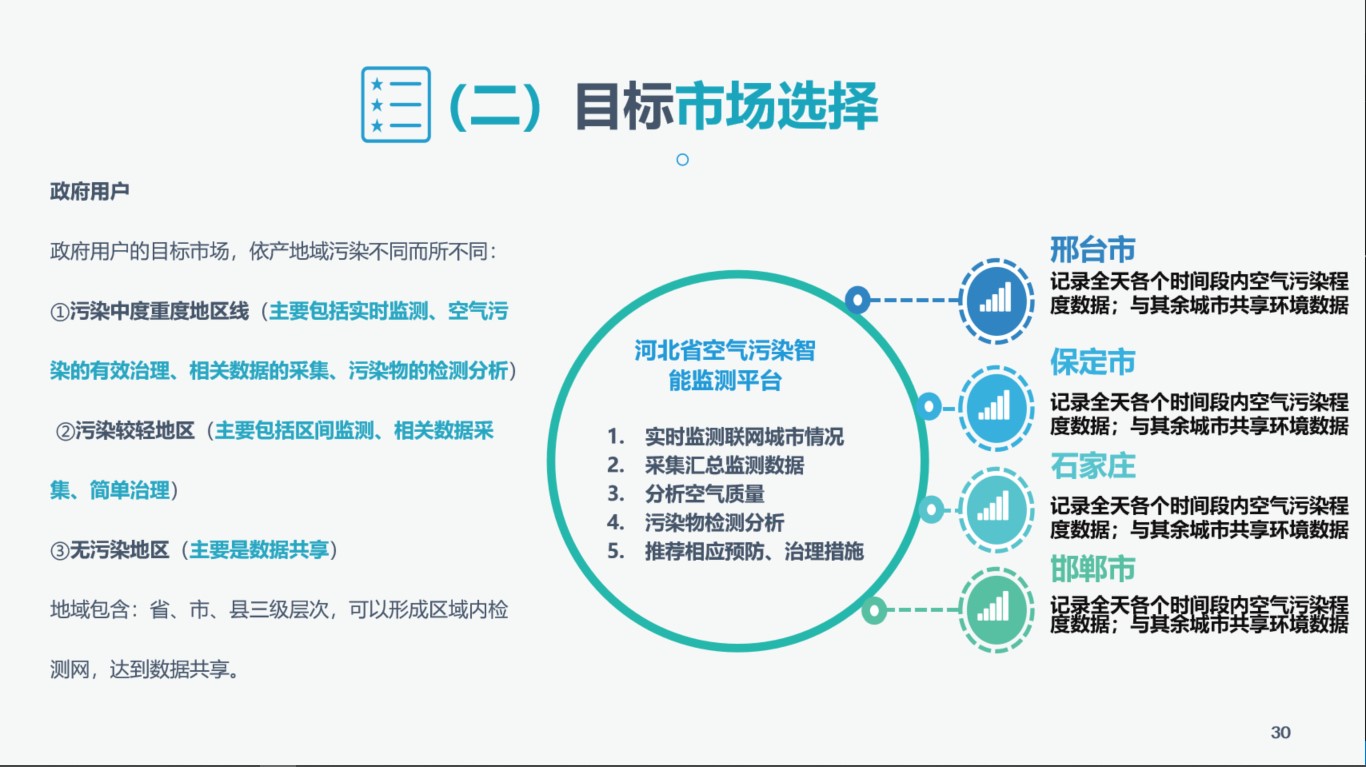 （二）目标市场选择
政府用户
政府用户的目标市场，依产地域污染不同而所不同：
①污染中度重度地区线（主要包括实时监测、空气污
染的有效治理、相关数据的采集、污染物的检测分析）
②污染较轻地区（主要包括区间监测、相关数据采
集、简单治理）
③无污染地区（主要是数据共享）
地域包含：省、市、县三级层次，可以形成区域内检
测网，达到数据共享。
河北省空气污染智
能监测平台
1. 实时监测联网城市情况
2. 采集汇总监测数据
3. 分析空气质量
4. 污染物检测分析
5. 推荐相应预防、治理措施
邢台市
记录全天各个时间段内空气污染程
度数据；与其余城市共享环境数据
保定市
记录全天各个时间段内空气污染程
度数据；与其余城市共享环境数据
石家庄
记录全天各个时间段内空气污染程
度数据；与其余城市共享环境数据
邯郸市
记录全天各个时间段内空气污染程
度数据；与其余城市共享环境数据
30